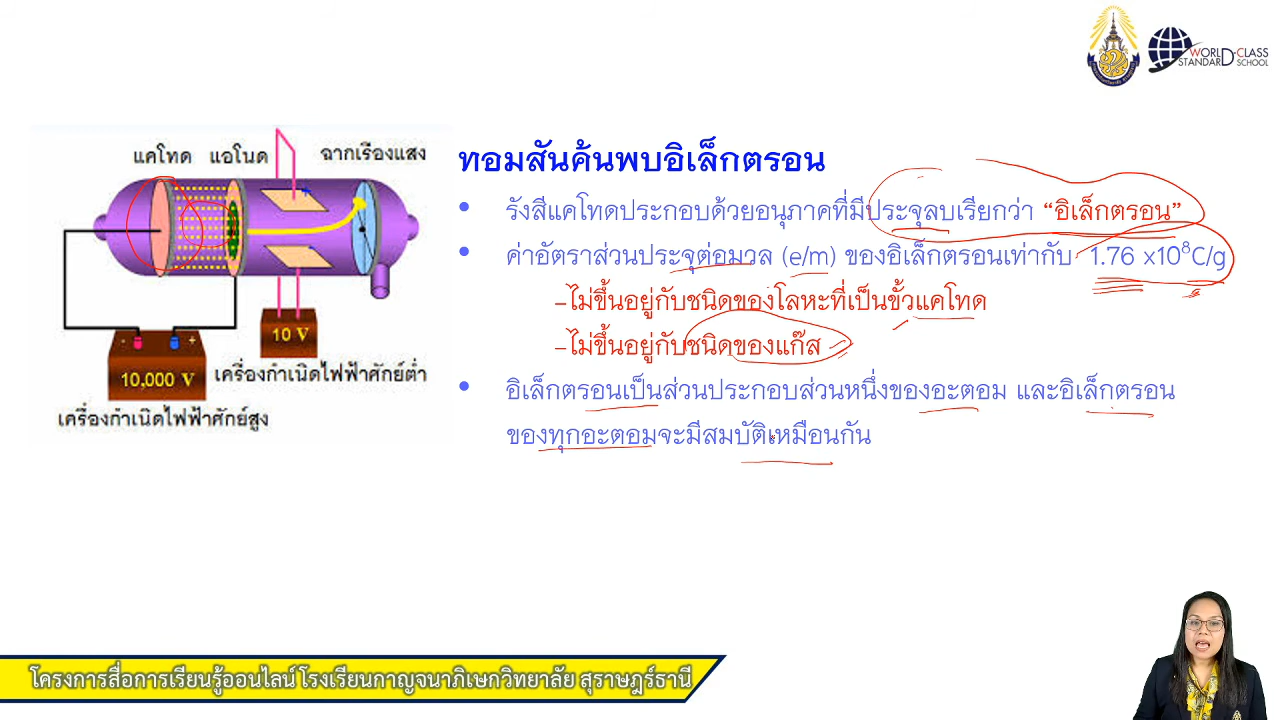 WORLD-CLASS
STANDARD SCHOOL
แคโทด แอโนด ฉากเรืองแสง
10 V
- +
10,000 V
เครื่องกำเนิดไฟฟ้าศักย์ต่ำ
เครื่องกำเนิดไฟฟ้าศักย์สูง
ทอมสันค้นพบอิเล็กตรอน
• รังสีแคโทดประกอบด้วยอนุภาคที่มีประจุลบเรียกว่า “อิเล็กตรอน”
• ค่าอัตราส่วนประจุต่อมวล (e/m) ของอิเล็กตรอนเท่ากับ 1.76 x10⁸C/g
-ไม่ขึ้นอยู่กับชนิดของโลหะที่เป็นขั้วแคโทด
-ไม่ขึ้นอยู่กับชนิดของแก๊ส
• อิเล็กตรอนเป็นส่วนประกอบส่วนหนึ่งของอะตอม และอิเล็กตรอน
ของทุกอะตอมจะมีสมบัติเหมือนกัน
โครงการสื่อการเรียนรู้ออนไลน์ โรงเรียนกาญจนาภิเษกวิทยาลัย สุราษฎร์ธานี